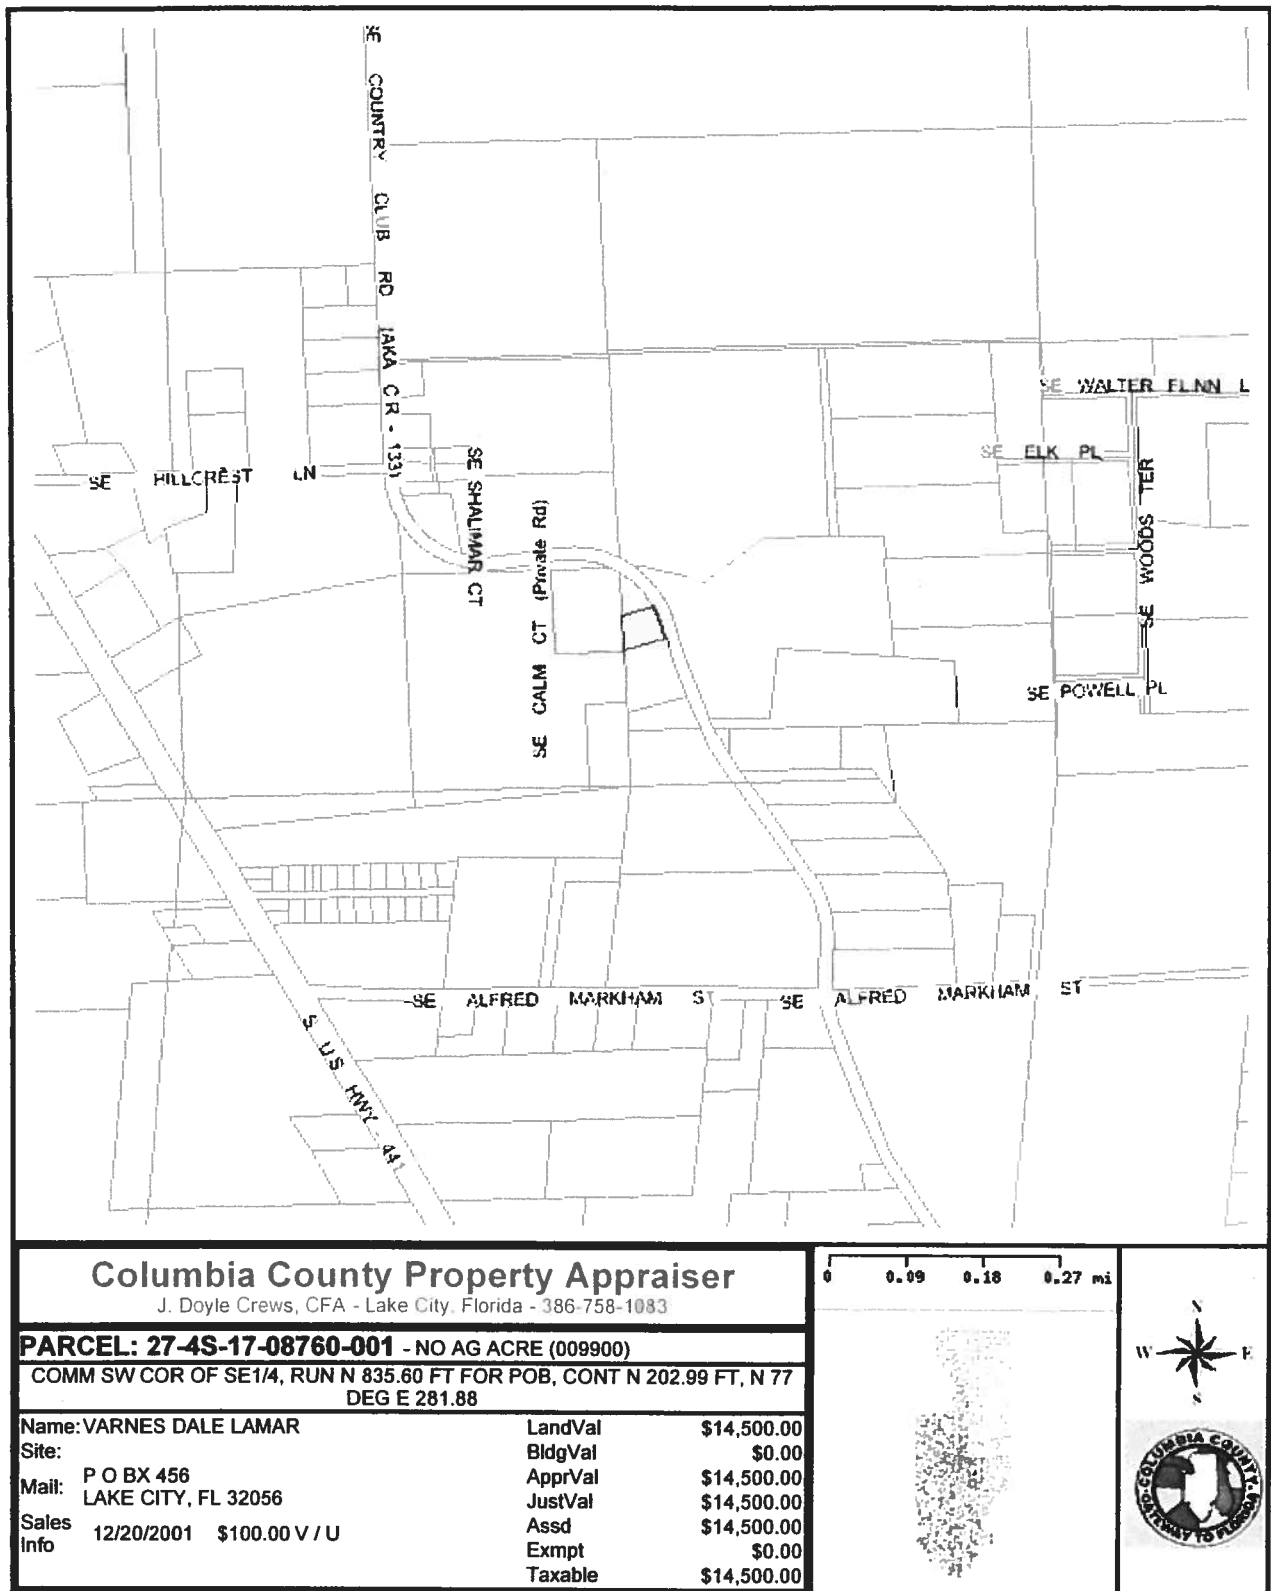 SE COUNTRY CLUB RD (AKA CR - 133)
SE WALTER FLNN L
SE ELK PL
SE HILLCREST LN
SE SHALIMAR CT
SE CALM CT (Private Rd)
SE WOODS TER
SE POWELL PL
SE ALFRED MARKHAM ST
SE ALFRED MARKHAM ST
S US HWY 441
Columbia County Property Appraiser
J. Doyle Crews, CFA - Lake City, Florida - 386-758-1083
PARCEL: 27-4S-17-08760-001 - NO AG ACRE (009900)
COMM SW COR OF SE1/4, RUN N 835.60 FT FOR POB, CONT N 202.99 FT, N 77
DEG E 281.88
Name: VARNES DALE LAMAR LandVal $14,500.00
Site: BldgVal $0.00
Mail: P O BX 456 ApprVal $14,500.00
LAKE CITY, FL 32056 JustVal $14,500.00
Sales Info 12/20/2001 $100.00 V / U Assd $14,500.00
Exmpt $0.00
Taxable $14,500.00
0 0.09 0.18 0.27 mi
N
W E
S
COLUMBIA COUNTY
GATEWAY TO FLORIDA